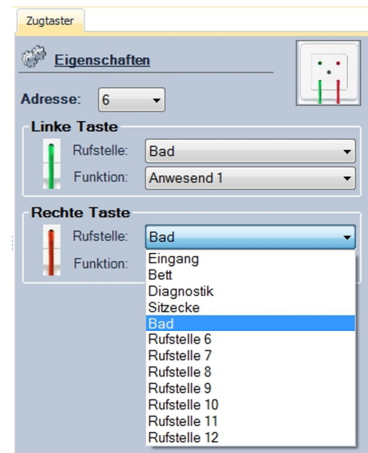 Zugtaster
Eigenschaften
Adresse: 6
Linke Taste
Rufstelle: Bad
Funktion: Anwesend 1
Rechte Taste
Rufstelle: Bad
Funktion:
Eingang
Bett
Diagnostik
Sitzecke
Bad
Rufstelle 6
Rufstelle 7
Rufstelle 8
Rufstelle 9
Rufstelle 10
Rufstelle 11
Rufstelle 12